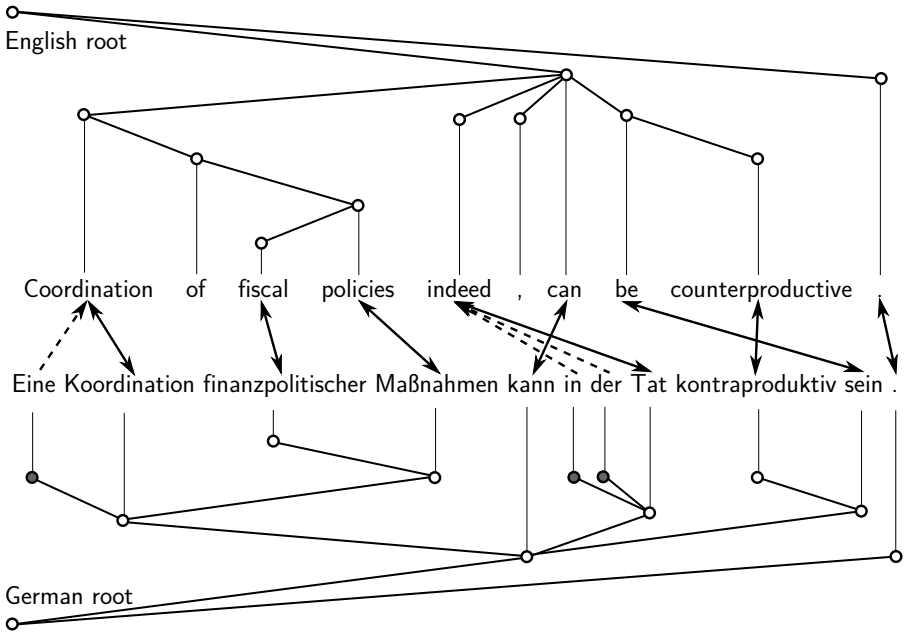 English root
Coordination of fiscal policies indeed , can be counterproductive .
Eine Koordination finanzpolitischer Maßnahmen kann in der Tat kontraproduktiv sein .
German root